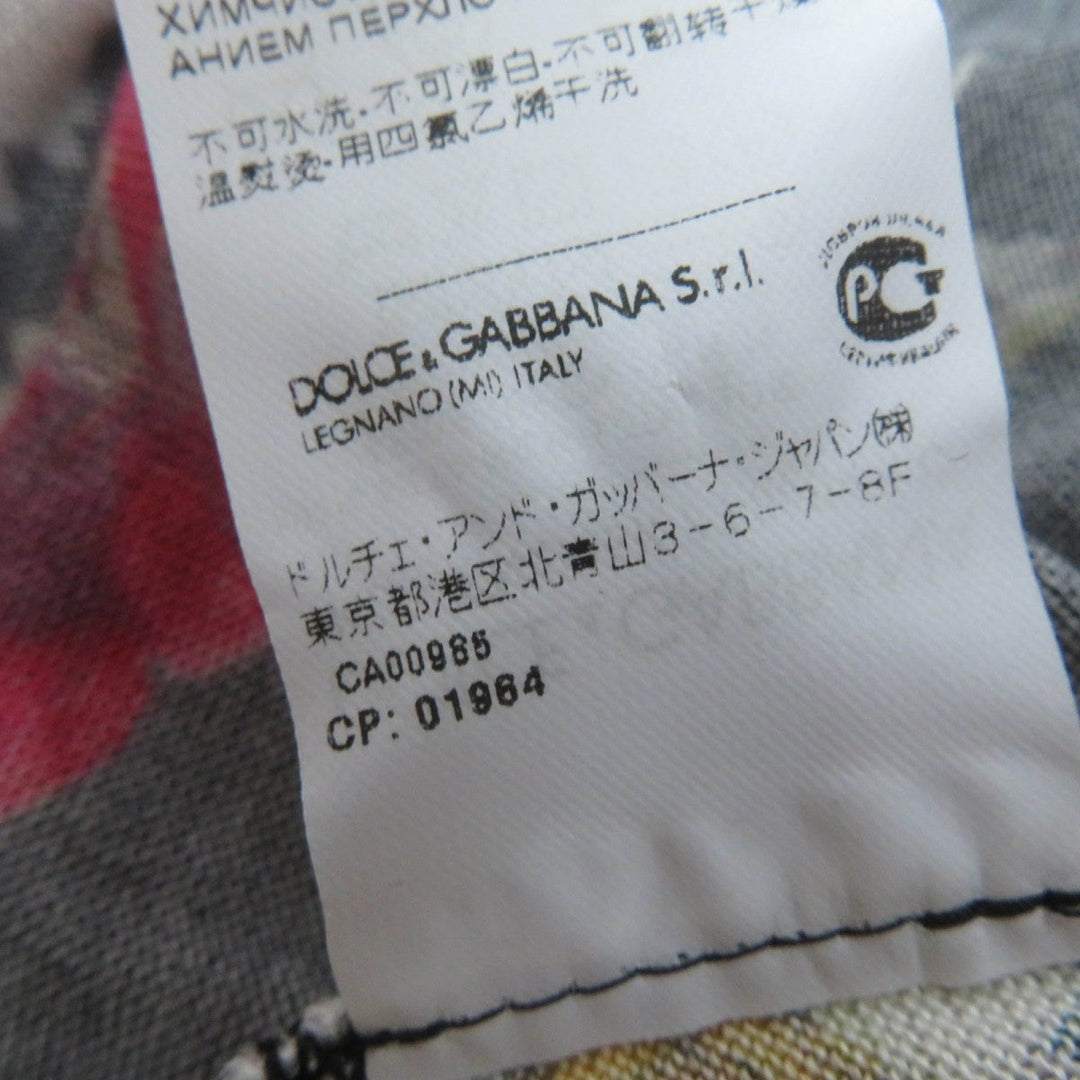 АНИЕМ ПЕРХЛО
不可水洗·不可漂白·不可翻转干
温熨烫·用四氯乙烯干洗
DOLCE & GABBANA S.r.l.
LEGNANO (MI) ITALY
PCT
ドルチェ・アンド・ガッバーナ・ジャパン㈱
東京都港区北青山3-6-7-8F
CA00985
CP: 01964